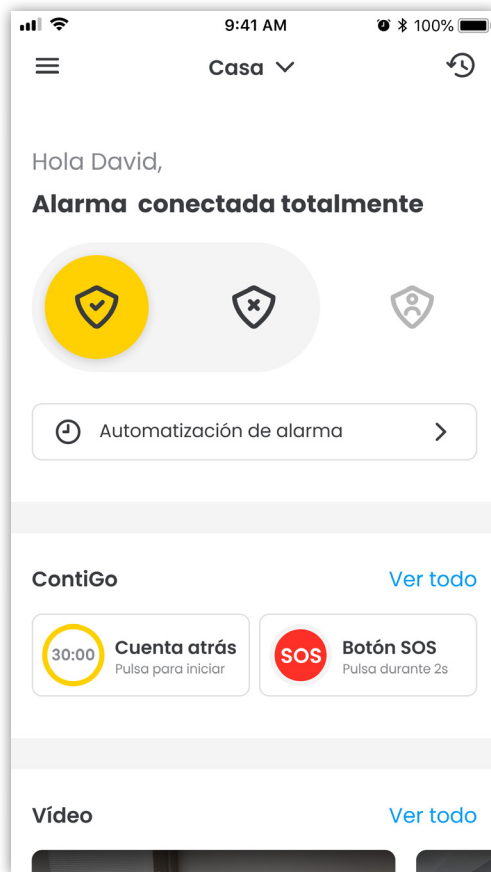 9:41 AM
100%
Casa
Hola David,
Alarma conectada totalmente
Automatización de alarma
ContiGo
Ver todo
30:00
Cuenta atrás
Pulsa para iniciar
SOS
Botón SOS
Pulsa durante 2s
Vídeo
Ver todo